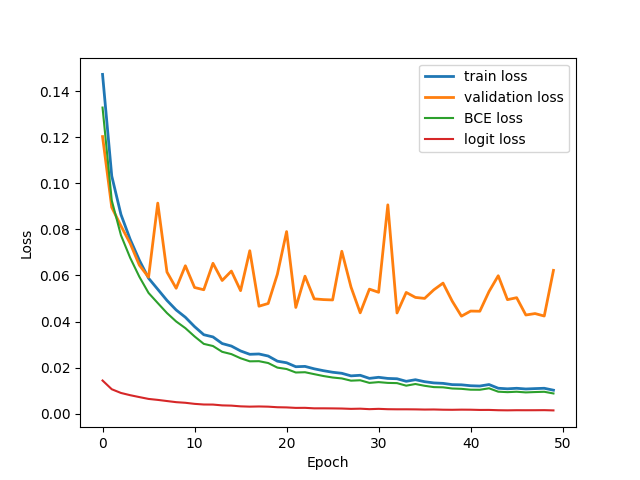 train loss
validation loss
BCE loss
logit loss
Loss
0.14
0.12
0.10
0.08
0.06
0.04
0.02
0.00
0 10 20 30 40 50
Epoch